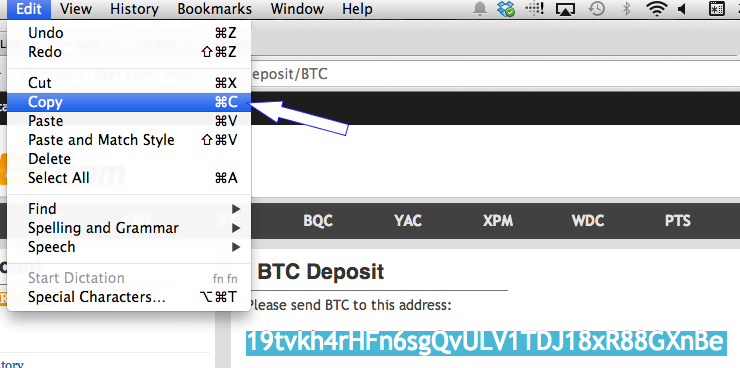 Edit View History Bookmarks Window Help
Undo ⌘Z
Redo ⇧⌘Z
Cut ⌘X
Copy ⌘C
Paste ⌘V
Paste and Match Style ⇧⌘V
Delete
Select All ⌘A
Find
Spelling and Grammar
Speech
Start Dictation fn fn
Special Characters... ⌥⌘T
eposit/BTC
BQC YAC XPM WDC PTS
BTC Deposit
Please send BTC to this address:
19tvkh4rHFn6sgQvULV1TDJ18xR88GXnBe
tory